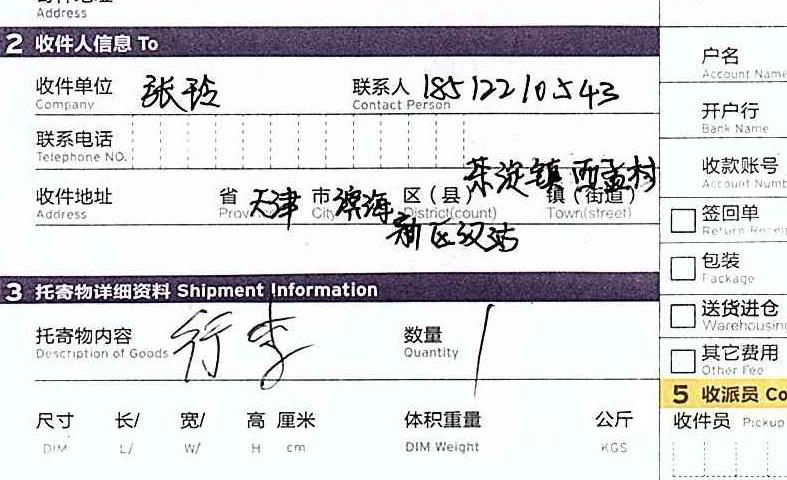 Address
2 收件人信息 To
收件单位 张玲 联系人 18512210543
Company Contact Person
联系电话
Telephone NO.
茶淀镇西孟村
收件地址 省 天津 市 滨海 区(县) 镇(街道)
Address Prov City District(count) Town(street)
新区汉沽
3 托寄物详细资料 Shipment Information
托寄物内容 行李 数量 1
Description of Goods Quantity
尺寸 长/ 宽/ 高 厘米 体积重量 公斤
DIM L/ W/ H cm DIM Weight KGS
户名
Account Name
开户行
Bank Name
收款账号
Account Numb
签回单
Return Receip
包装
Package
送货进仓
Warehousing
其它费用
Other Fee
5 收派员 Co
收件员 Pickup